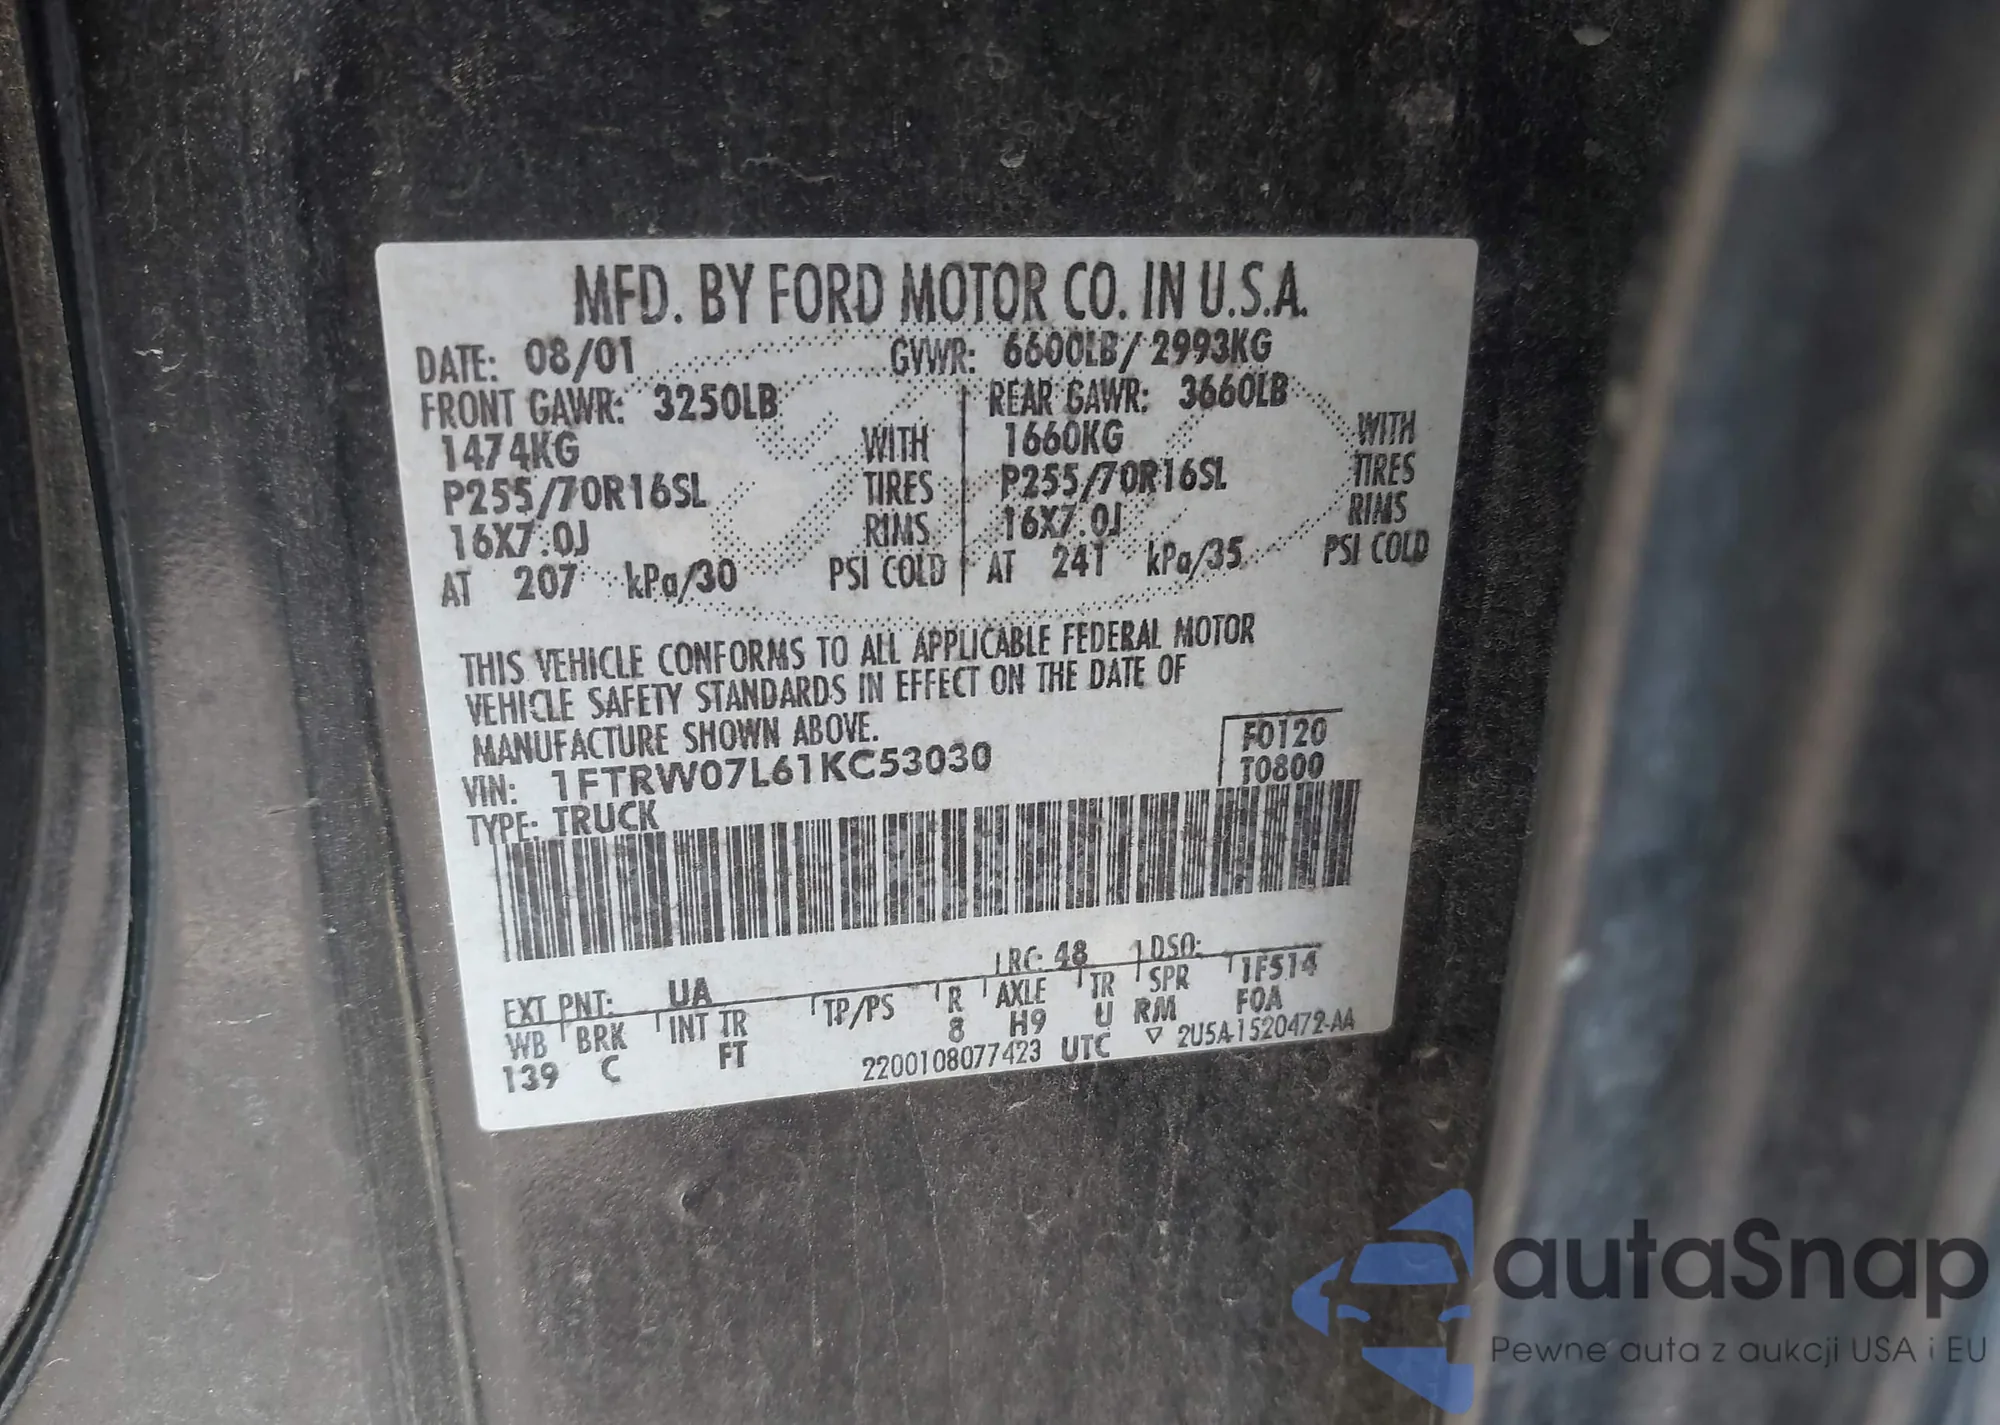 MFD. BY FORD MOTOR CO. IN U.S.A.
DATE: 08/01 GVWR: 6600LB/ 2993KG
FRONT GAWR: 3250LB REAR GAWR: 3660LB
1474KG WITH 1660KG WITH
P255/70R16SL TIRES P255/70R16SL TIRES
16X7.0J RIMS 16X7.0J RIMS
AT 207 kPa/30 PSI COLD AT 241 kPa/35 PSI COLD
THIS VEHICLE CONFORMS TO ALL APPLICABLE FEDERAL MOTOR
VEHICLE SAFETY STANDARDS IN EFFECT ON THE DATE OF
MANUFACTURE SHOWN ABOVE.
VIN: 1FTRW07L61KC53030 F0120
TYPE: TRUCK T0800
EXT PNT: UA RC: 48 DSO:
WB BRK INT TR TP/PS R AXLE TR SPR 1F514
139 C FT 8 H9 U RM F0A
2200108077423 UTC ▽ 2U5A-1520472-AA
autaSnap
Pewne auta z aukcji USA i EU